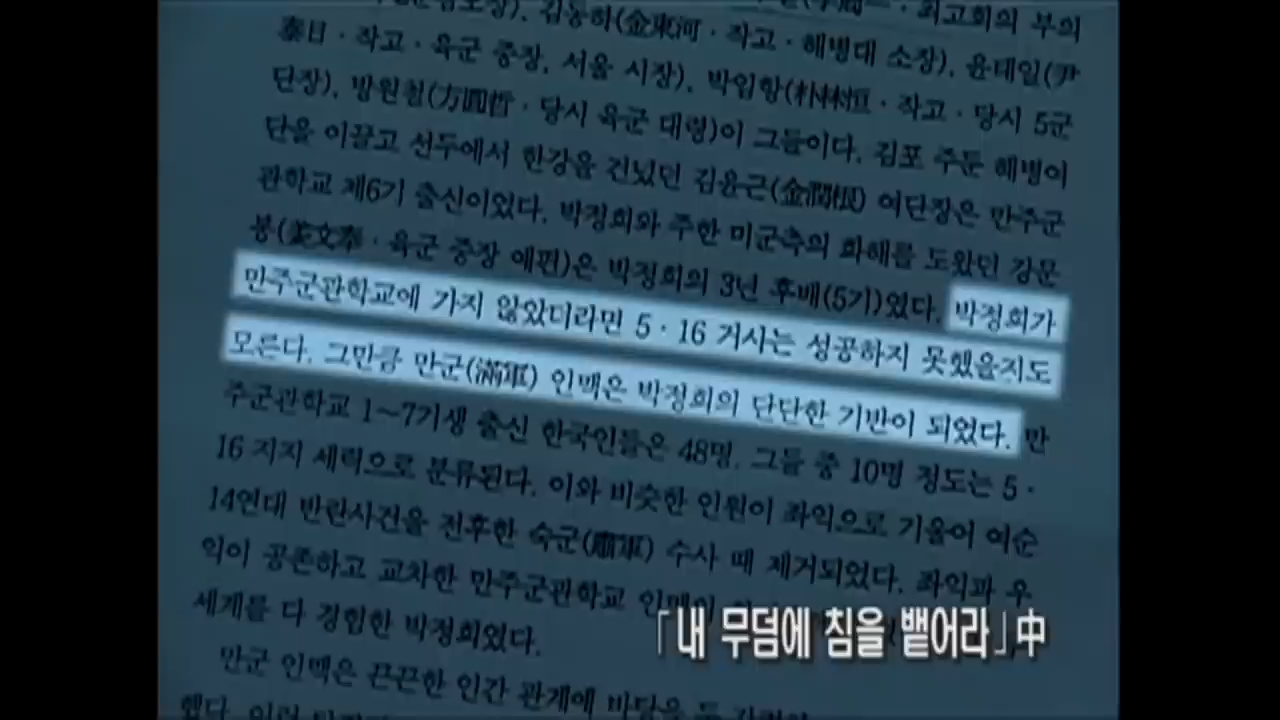 김동하(金東河·작고·해병대 소장), 윤태일(尹
泰日·작고·육군 중장, 서울 시장), 박임항(朴林恒·작고·당시 5군
단장), 방원철(方圓哲·당시 육군 대령)이 그들이다. 김포 주둔 해병여
단을 이끌고 선두에서 한강을 건넜던 김윤근(金潤根) 여단장은 만주군
관학교 제6기 출신이었다. 박정희와 주한 미군측의 화해를 도왔던 강문
봉(姜文奉·육군 중장 예편)은 박정희의 3년 후배(5기)였다. 박정희가
만주군관학교에 가지 않았더라면 5·16 거사는 성공하지 못했을지도
모른다. 그만큼 만군(滿軍) 인맥은 박정희의 단단한 기반이 되었다. 만
주군관학교 1~7기생 출신 한국인들은 48명. 그들 중 10명 정도는 5·
16 지지 세력으로 분류된다. 이와 비슷한 인원이 좌익으로 기울어 여순
14연대 반란사건을 전후한 숙군(肅軍) 수사 때 제거되었다. 좌익과 우
익이 공존하고 교차한 만주군관학교 인맥이
세계를 다 경험한 박정희였다.
만군 인맥은 끈끈한 인간 관계에 바탕을 둔
했다. 이런
「내 무덤에 침을 뱉어라」中